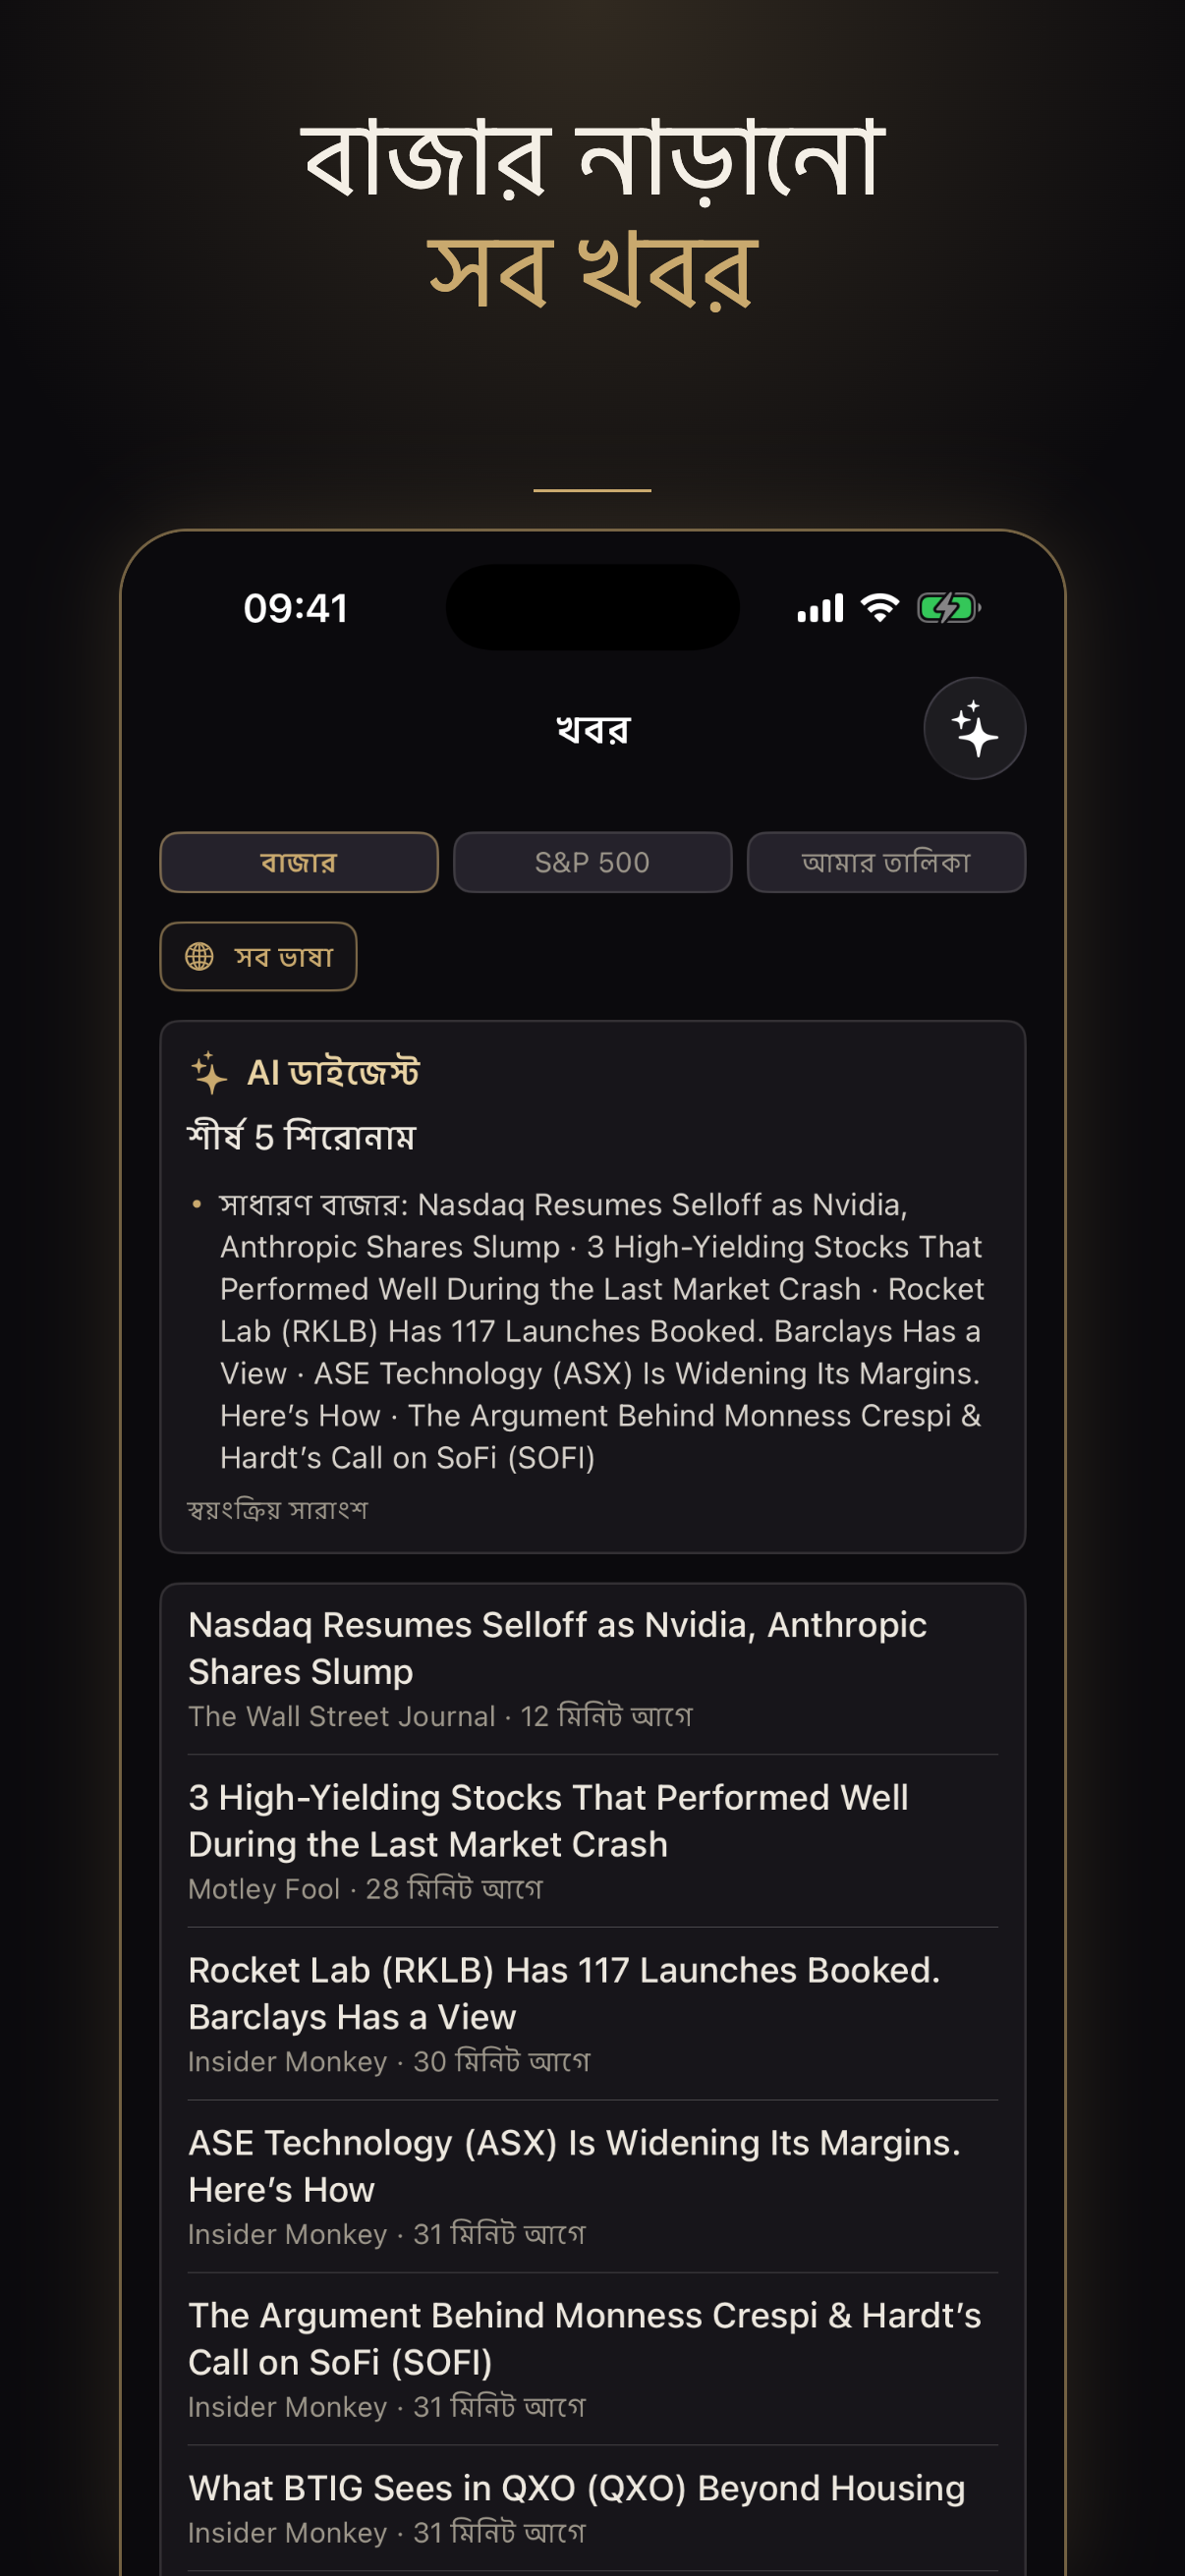 বাজার নাড়ানো
সব খবর
09:41
খবর
বাজার
S&P 500
আমার তালিকা
সব ভাষা
AI ডাইজেস্ট
শীর্ষ 5 শিরোনাম
• সাধারণ বাজার: Nasdaq Resumes Selloff as Nvidia,
Anthropic Shares Slump · 3 High-Yielding Stocks That
Performed Well During the Last Market Crash · Rocket
Lab (RKLB) Has 117 Launches Booked. Barclays Has a
View · ASE Technology (ASX) Is Widening Its Margins.
Here’s How · The Argument Behind Monness Crespi &
Hardt’s Call on SoFi (SOFI)
স্বয়ংক্রিয় সারাংশ
Nasdaq Resumes Selloff as Nvidia, Anthropic
Shares Slump
The Wall Street Journal · 12 মিনিট আগে
3 High-Yielding Stocks That Performed Well
During the Last Market Crash
Motley Fool · 28 মিনিট আগে
Rocket Lab (RKLB) Has 117 Launches Booked.
Barclays Has a View
Insider Monkey · 30 মিনিট আগে
ASE Technology (ASX) Is Widening Its Margins.
Here’s How
Insider Monkey · 31 মিনিট আগে
The Argument Behind Monness Crespi & Hardt’s
Call on SoFi (SOFI)
Insider Monkey · 31 মিনিট আগে
What BTIG Sees in QXO (QXO) Beyond Housing
Insider Monkey · 31 মিনিট আগে